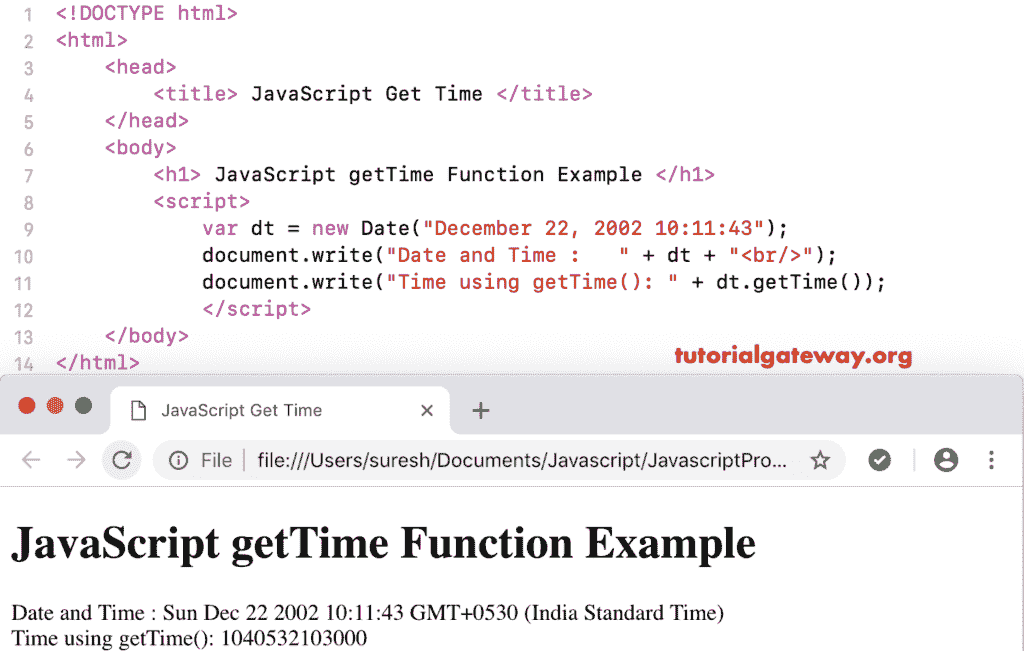 1 <!DOCTYPE html>
2 <html>
3     <head>
4         <title> JavaScript Get Time </title>
5     </head>
6     <body>
7         <h1> JavaScript getTime Function Example </h1>
8         <script>
9             var dt = new Date("December 22, 2002 10:11:43");
10             document.write("Date and Time :   " + dt + "<br/>");
11             document.write("Time using getTime(): " + dt.getTime());
12             </script>
13     </body>
14 </html>
tutorialgateway.org
JavaScript Get Time
File file:///Users/suresh/Documents/Javascript/JavascriptPro...
JavaScript getTime Function Example
Date and Time : Sun Dec 22 2002 10:11:43 GMT+0530 (India Standard Time)
Time using getTime(): 1040532103000